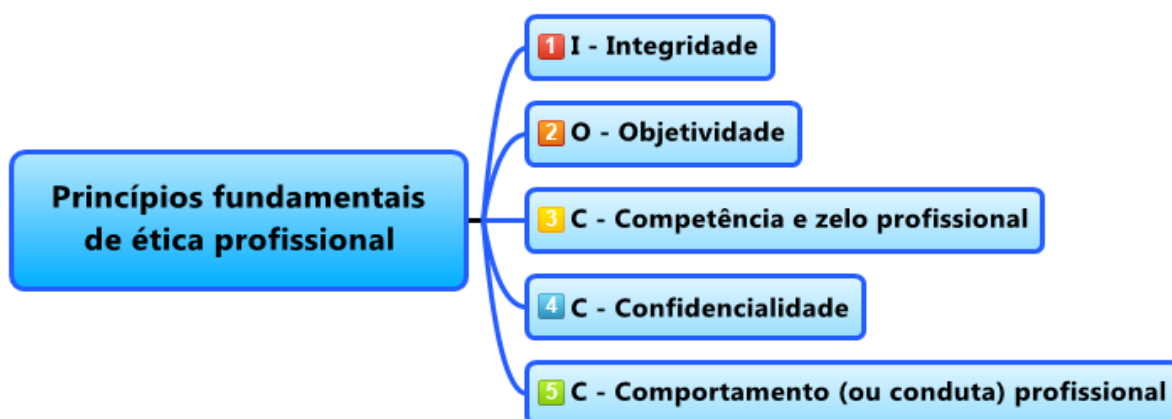 Princípios fundamentais
de ética profissional
1 I - Integridade
2 O - Objetividade
3 C - Competência e zelo profissional
4 C - Confidencialidade
5 C - Comportamento (ou conduta) profissional